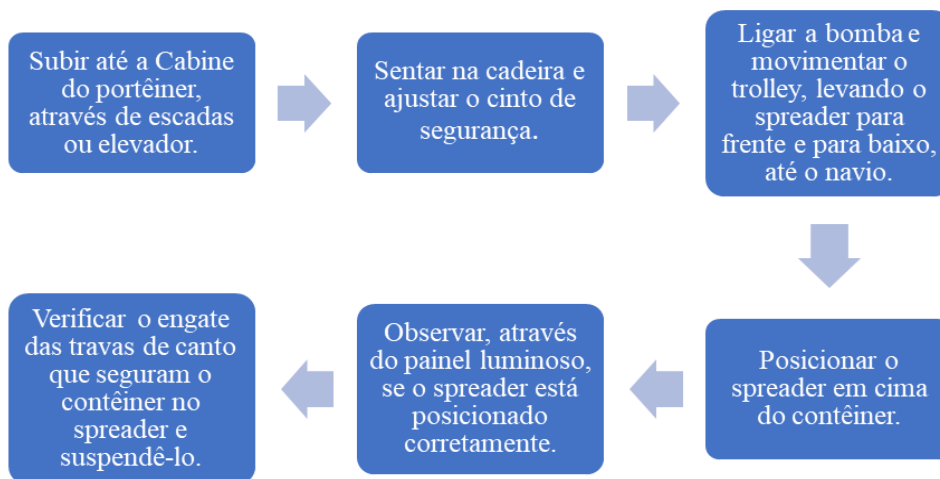 Subir até a Cabine
do portêiner,
através de escadas
ou elevador.
Sentar na cadeira e
ajustar o cinto de
segurança.
Ligar a bomba e
movimentar o
trolley, levando o
spreader para
frente e para baixo,
até o navio.
Posicionar o
spreader em cima
do contêiner.
Observar, através
do painel luminoso,
se o spreader está
posicionado
corretamente.
Verificar o engate
das travas de canto
que seguram o
contêiner no
spreader e
suspendê-lo.